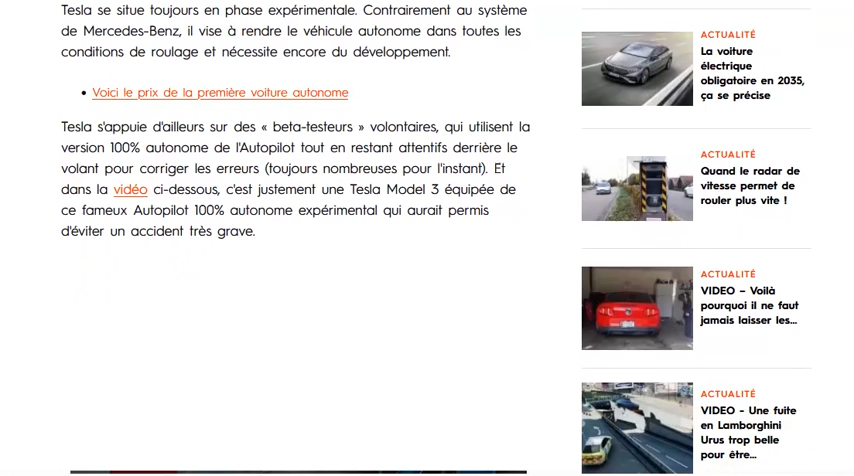 Tesla se situe toujours en phase expérimentale. Contrairement au système
de Mercedes-Benz, il vise à rendre le véhicule autonome dans toutes les
conditions de roulage et nécessite encore du développement.
• Voici le prix de la première voiture autonome
Tesla s'appuie d'ailleurs sur des « beta-testeurs » volontaires, qui utilisent la
version 100% autonome de l'Autopilot tout en restant attentifs derrière le
volant pour corriger les erreurs (toujours nombreuses pour l'instant). Et
dans la vidéo ci-dessous, c'est justement une Tesla Model 3 équipée de
ce fameux Autopilot 100% autonome expérimental qui aurait permis
d'éviter un accident très grave.
ACTUALITÉ
La voiture
électrique
obligatoire en 2035,
ça se précise
ACTUALITÉ
Quand le radar de
vitesse permet de
rouler plus vite !
ACTUALITÉ
VIDEO – Voilà
pourquoi il ne faut
jamais laisser les...
ACTUALITÉ
VIDEO - Une fuite
en Lamborghini
Urus trop belle
pour être...